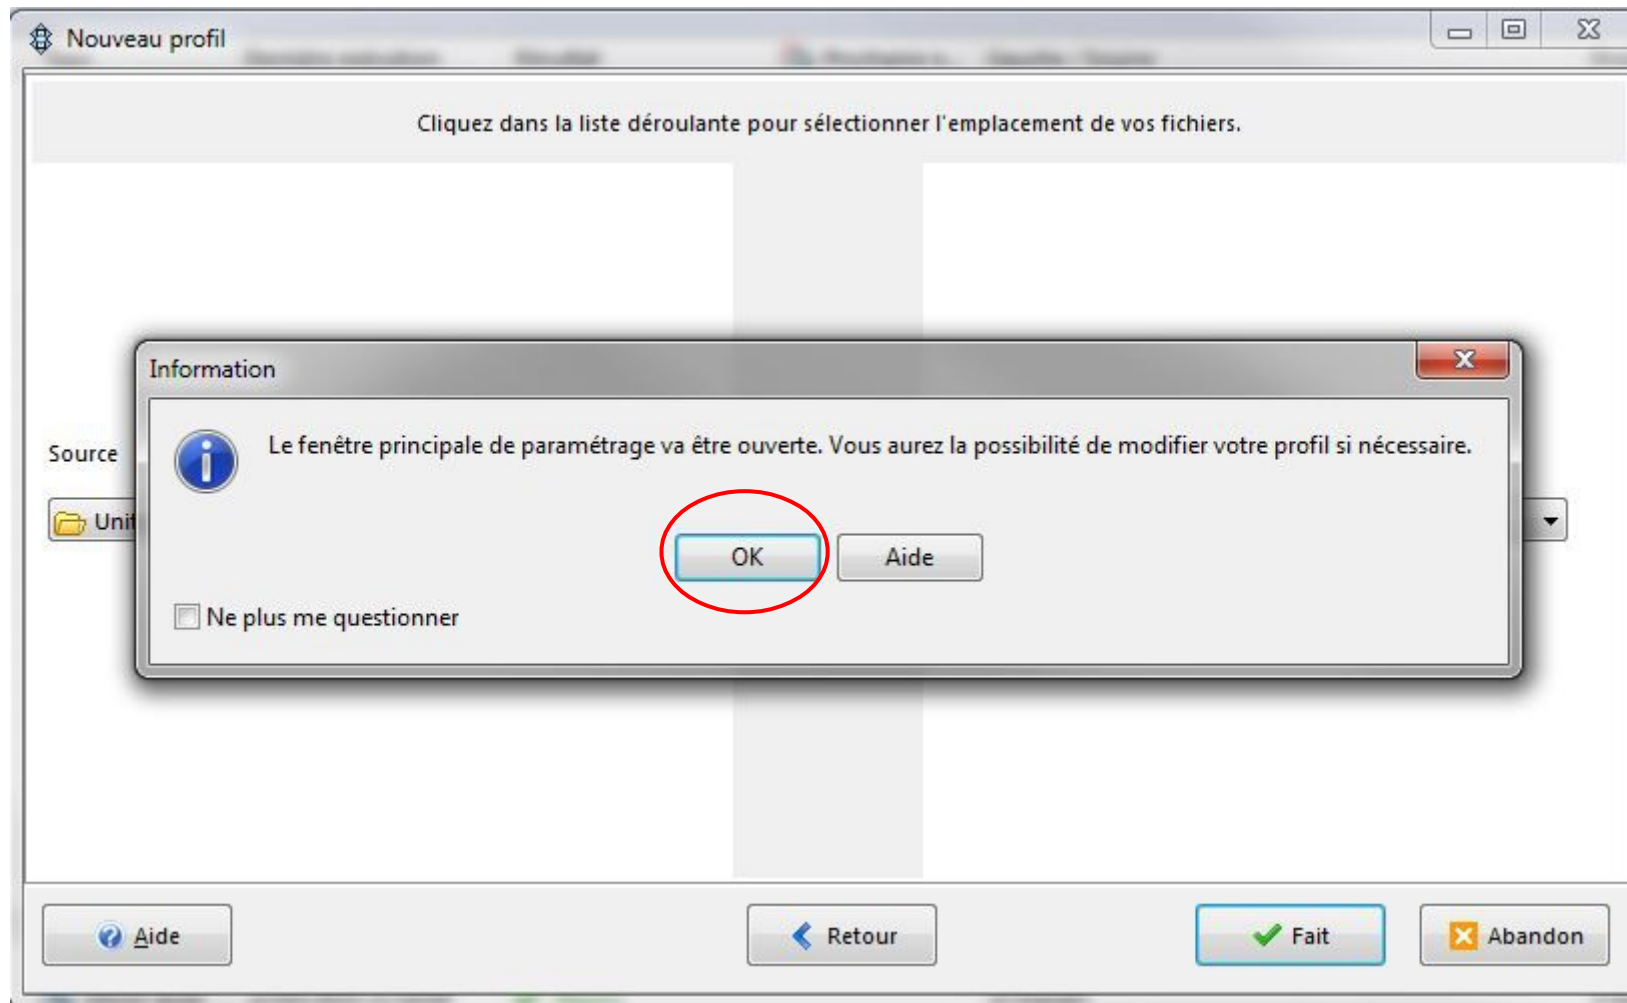 Nouveau profil
Cliquez dans la liste déroulante pour sélectionner l'emplacement de vos fichiers.
Information
Le fenêtre principale de paramétrage va être ouverte. Vous aurez la possibilité de modifier votre profil si nécessaire.
Source
OK
Aide
Ne plus me questionner
Aide
Retour
Fait
Abandon